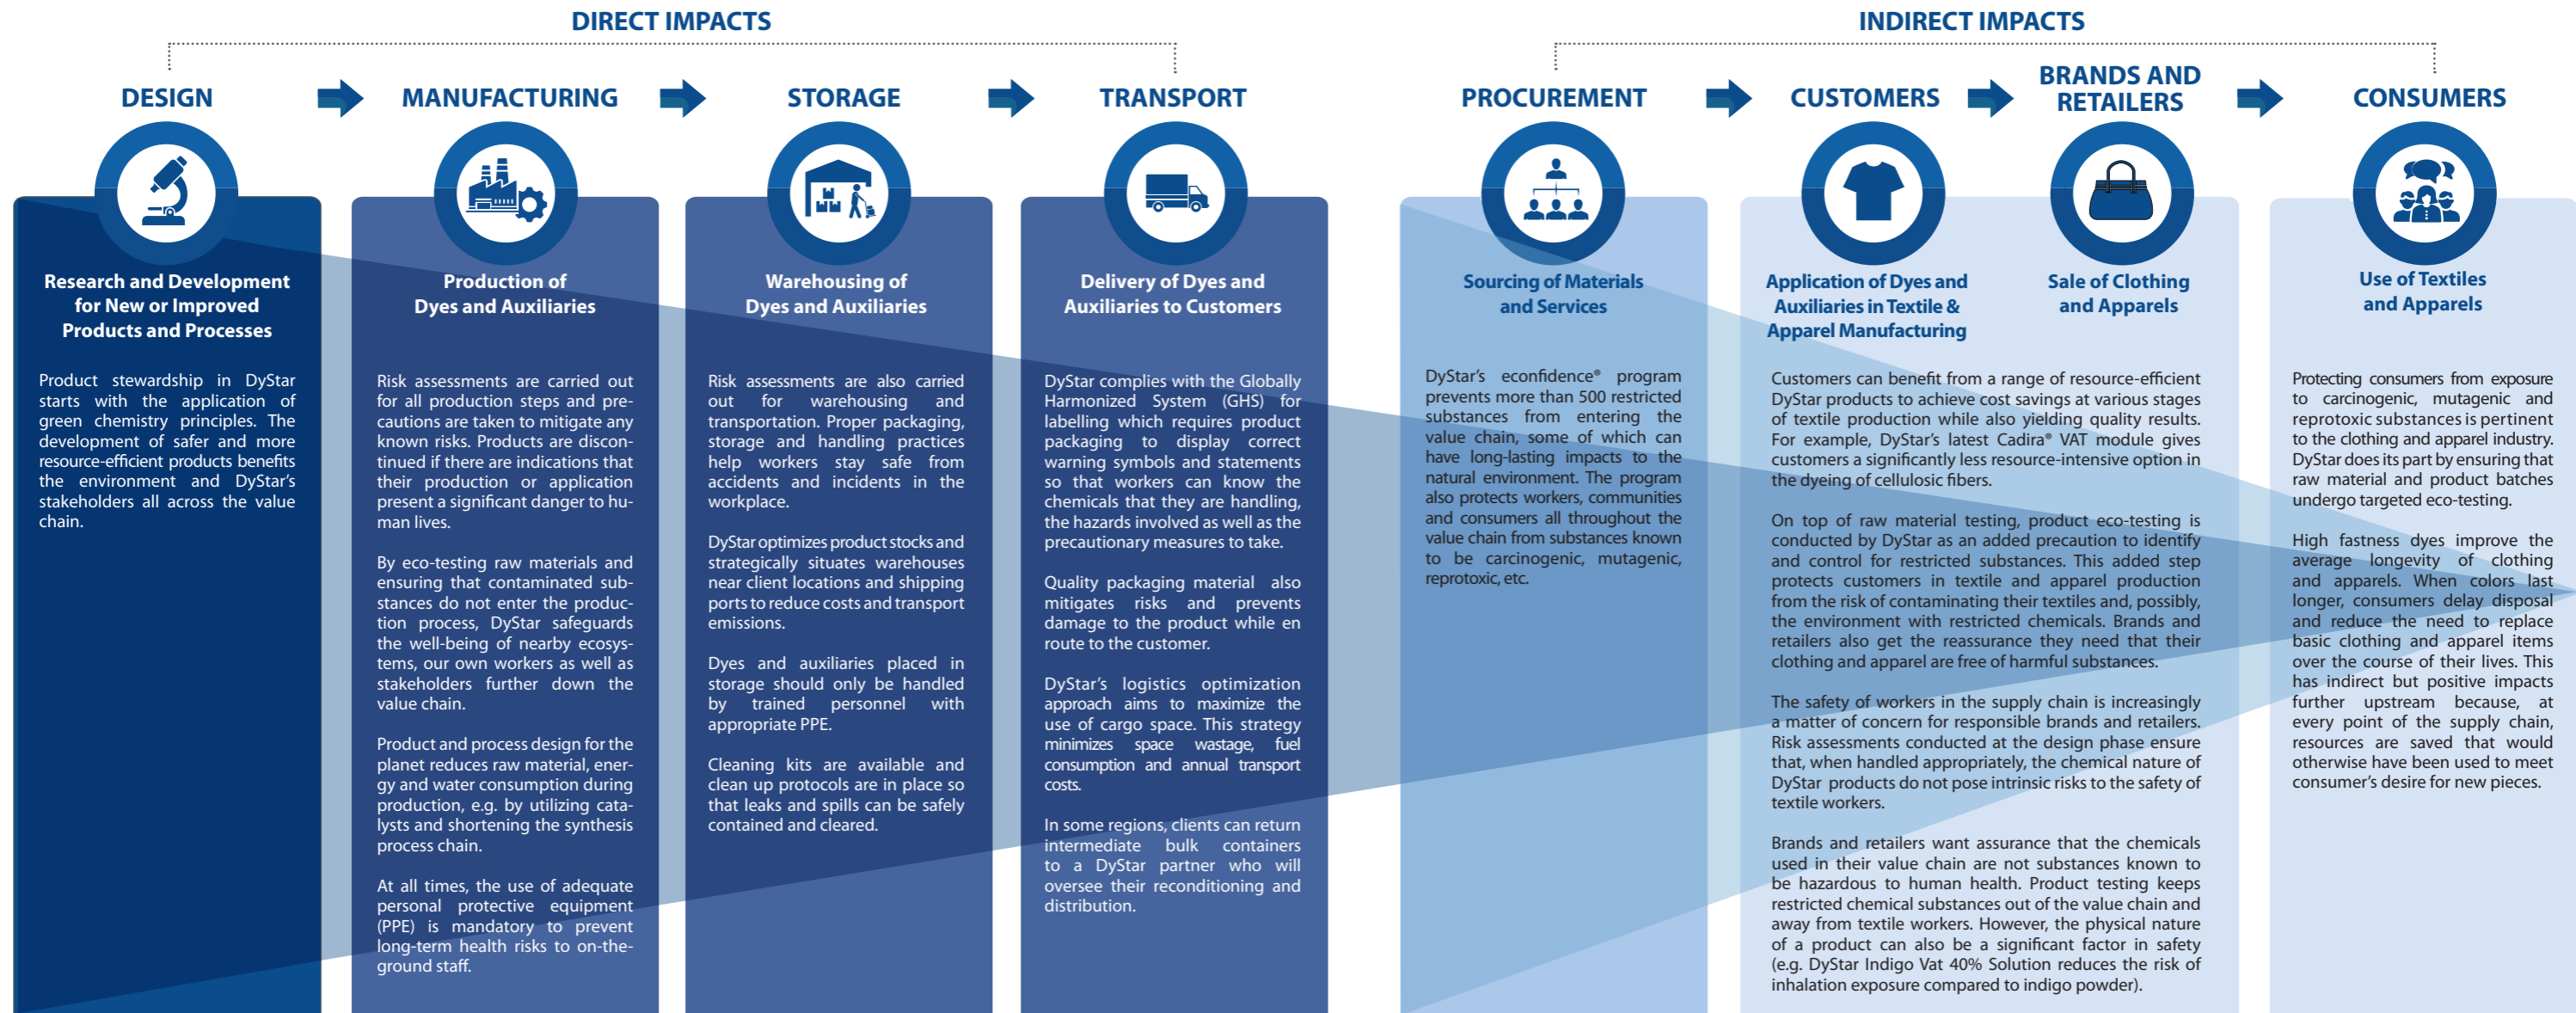 DIRECT IMPACTS
DESIGN
Research and Development
for New or Improved
Products and Processes
Product stewardship in DyStar
starts with the application of
green chemistry principles. The
development of safer and more
resource-efficient products benefits
the environment and DyStar's
stakeholders all across the value
chain.
MANUFACTURING
Production of
Dyes and Auxiliaries
Risk assessments are carried out
for all production steps and pre-
cautions are taken to mitigate any
known risks. Products are discon-
tinued if there are indications that
their production or application
present a significant danger to hu-
man lives.
By eco-testing raw materials and
ensuring that contaminated sub-
stances do not enter the produc-
tion process, DyStar safeguards
the well-being of nearby ecosys-
tems, our own workers as well as
stakeholders further down the
value chain.
Product and process design for the
planet reduces raw material, ener-
gy and water consumption during
production, e.g. by utilizing cata-
lysts and shortening the synthesis
process chain.
At all times, the use of adequate
personal protective equipment
(PPE) is mandatory to prevent
long-term health risks to on-the-
ground staff.
STORAGE
Warehousing of
Dyes and Auxiliaries
Risk assessments are also carried
out for warehousing and
transportation. Proper packaging,
storage and handling practices
help workers stay safe from
accidents and incidents in the
workplace.
DyStar optimizes product stocks and
strategically situates warehouses
near client locations and shipping
ports to reduce costs and transport
emissions.
Dyes and auxiliaries placed in
storage should only be handled
by trained personnel with
appropriate PPE.
Cleaning kits are available and
clean up protocols are in place so
that leaks and spills can be safely
contained and cleared.
TRANSPORT
Delivery of Dyes and
Auxiliaries to Customers
DyStar complies with the Globally
Harmonized System (GHS) for
labelling which requires product
packaging to display correct
warning symbols and statements
so that workers can know the
chemicals that they are handling,
the hazards involved as well as the
precautionary measures to take.
Quality packaging material also
mitigates risks and prevents
damage to the product while en
route to the customer.
DyStar's logistics optimization
approach aims to maximize the
use of cargo space. This strategy
minimizes space wastage, fuel
consumption and annual transport
costs.
In some regions, clients can return
intermediate bulk containers
to a DyStar partner who will
oversee their reconditioning and
distribution.
INDIRECT IMPACTS
PROCUREMENT
Sourcing of Materials
and Services
DyStar's econfidence® program
prevents more than 500 restricted
substances from entering the
value chain, some of which can
have long-lasting impacts to the
natural environment. The program
also protects workers, communities
and consumers all throughout the
value chain from substances known
to be carcinogenic, mutagenic,
reprotoxic, etc.
CUSTOMERS
Application of Dyes and
Auxiliaries in Textile &
Apparel Manufacturing
BRANDS AND
RETAILERS
Sale of Clothing
and Apparels
Customers can benefit from a range of resource-efficient
DyStar products to achieve cost savings at various stages
of textile production while also yielding quality results.
For example, DyStar's latest Cadira® VAT module gives
customers a significantly less resource-intensive option in
the dyeing of cellulosic fibers.
On top of raw material testing, product eco-testing is
conducted by DyStar as an added precaution to identify
and control for restricted substances. This added step
protects customers in textile and apparel production
from the risk of contaminating their textiles and, possibly,
the environment with restricted chemicals. Brands and
retailers also get the reassurance they need that their
clothing and apparel are free of harmful substances.
The safety of workers in the supply chain is increasingly
a matter of concern for responsible brands and retailers.
Risk assessments conducted at the design phase ensure
that, when handled appropriately, the chemical nature of
DyStar products do not pose intrinsic risks to the safety of
textile workers.
Brands and retailers want assurance that the chemicals
used in their value chain are not substances known to
be hazardous to human health. Product testing keeps
restricted chemical substances out of the value chain and
away from textile workers. However, the physical nature
of a product can also be a significant factor in safety
(e.g. DyStar Indigo Vat 40% Solution reduces the risk of
inhalation exposure compared to indigo powder).
CONSUMERS
Use of Textiles
and Apparels
Protecting consumers from exposure
to carcinogenic, mutagenic and
reprotoxic substances is pertinent
to the clothing and apparel industry.
DyStar does its part by ensuring that
raw material and product batches
undergo targeted eco-testing.
High fastness dyes improve the
average longevity of clothing
and apparels. When colors last
longer, consumers delay disposal
and reduce the need to replace
basic clothing and apparel items
over the course of their lives. This
has indirect but positive impacts
further upstream because, at
every point of the supply chain,
resources are saved that would
otherwise have been used to meet
consumer's desire for new pieces.